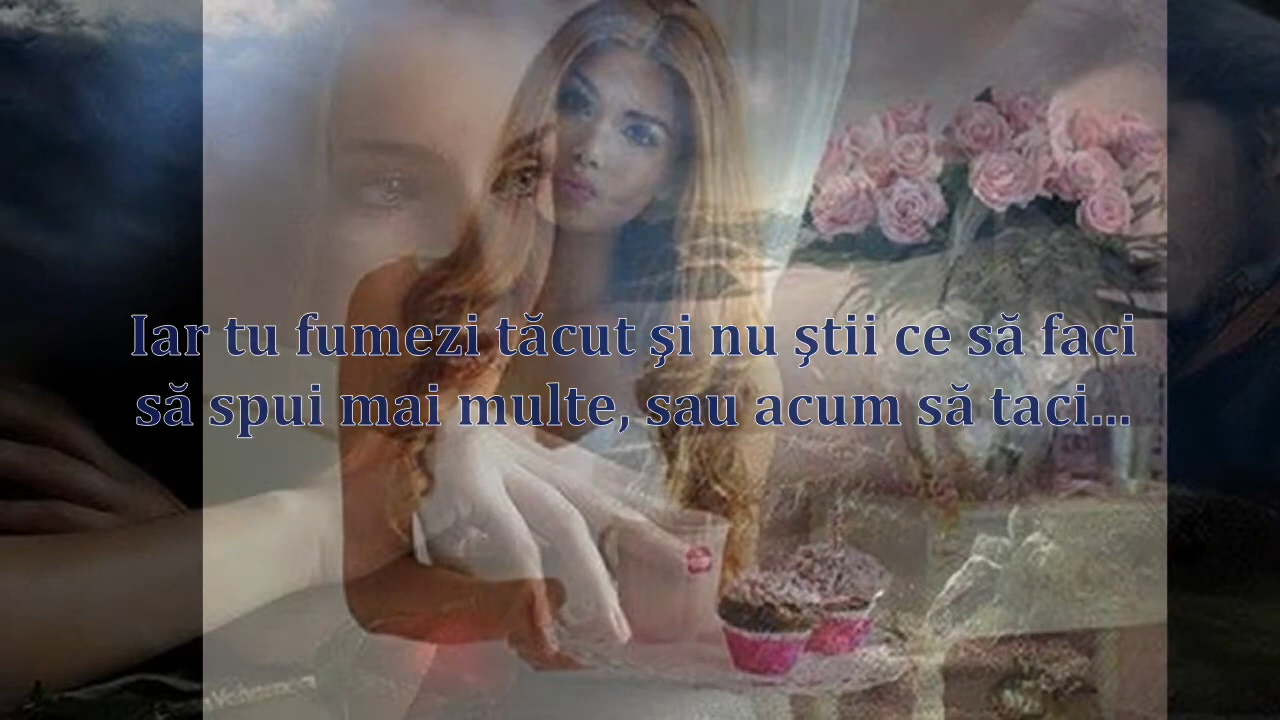 Iar tu fumezi tăcut şi nu ştii ce să faci
să spui mai multe, sau acum să taci...